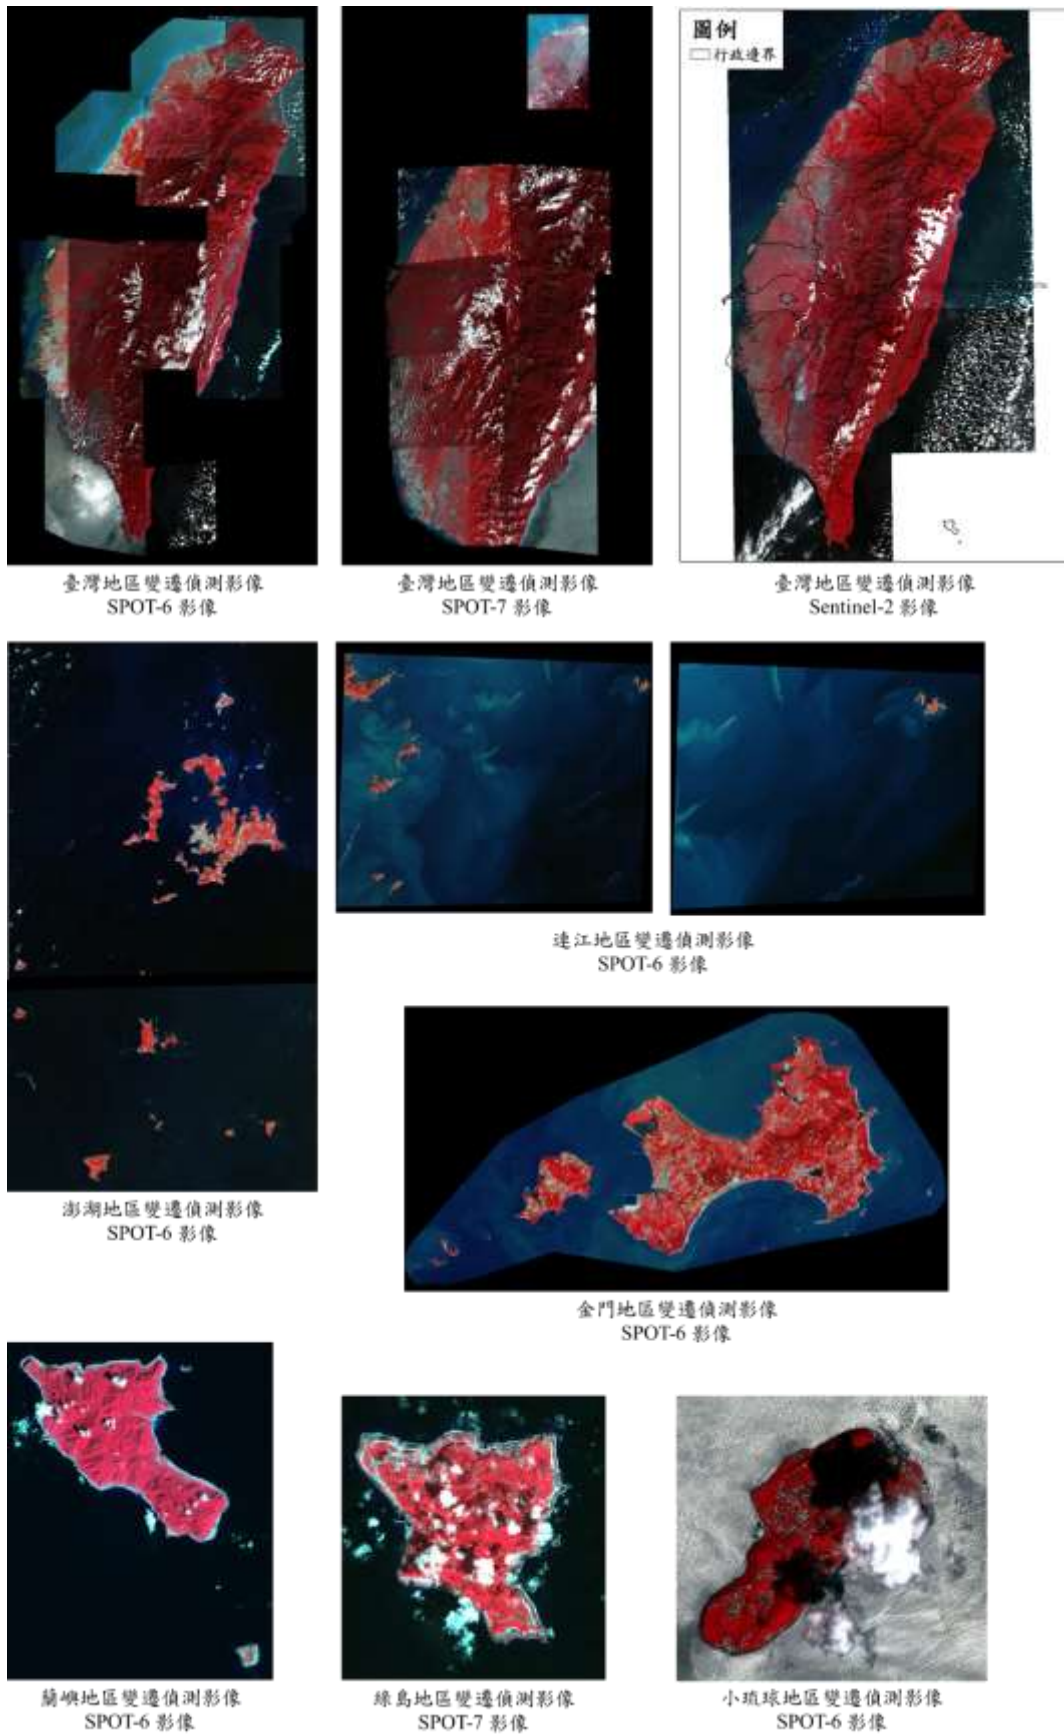 圖例
行政邊界
臺灣地區變遷偵測影像
SPOT-6 影像
臺灣地區變遷偵測影像
SPOT-7 影像
臺灣地區變遷偵測影像
Sentinel-2 影像
連江地區變遷偵測影像
SPOT-6 影像
澎湖地區變遷偵測影像
SPOT-6 影像
金門地區變遷偵測影像
SPOT-6 影像
蘭嶼地區變遷偵測影像
SPOT-6 影像
綠島地區變遷偵測影像
SPOT-7 影像
小琉球地區變遷偵測影像
SPOT-6 影像